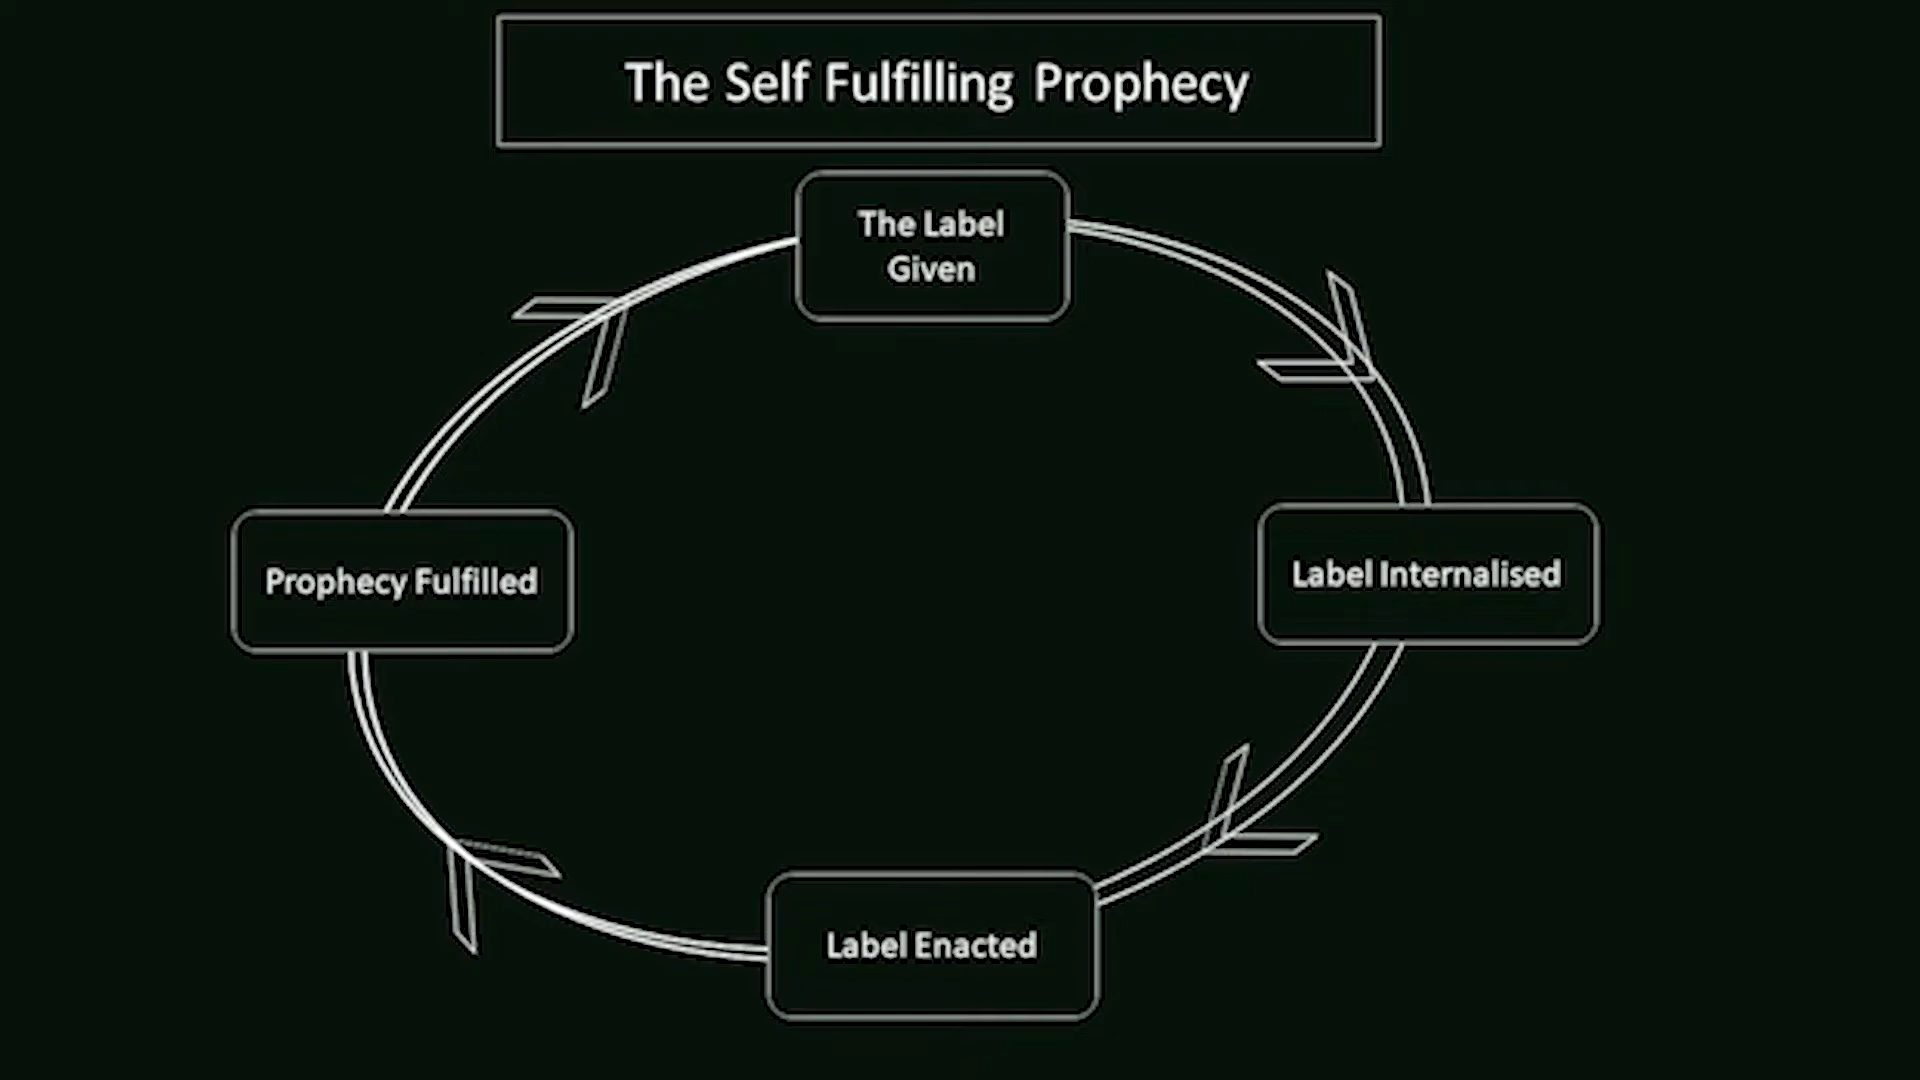 The Self Fulfilling Prophecy
The Label
Given
Label Internalised
Label Enacted
Prophecy Fulfilled